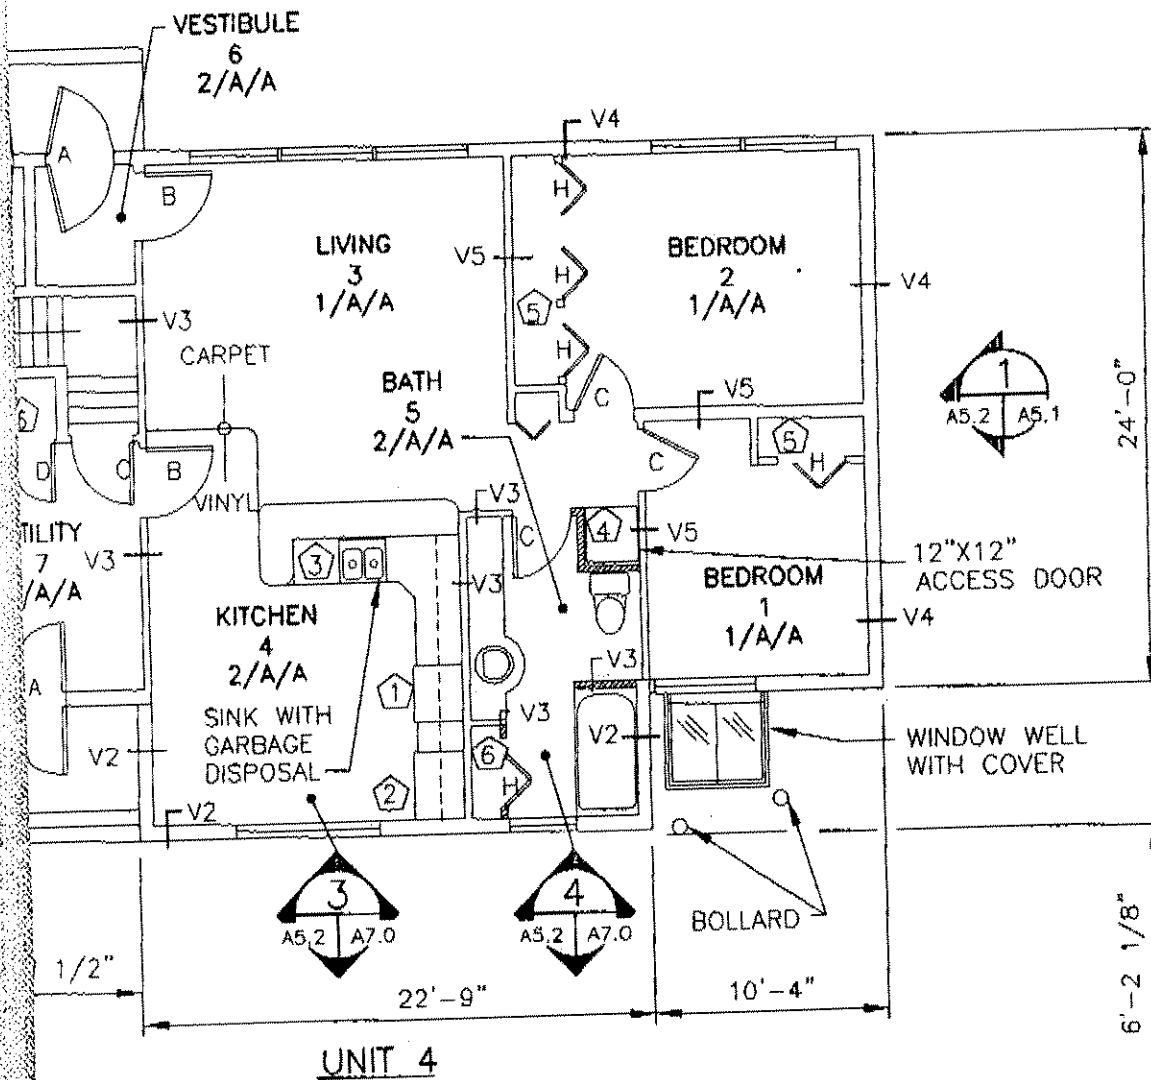 VESTIBULE
6
2/A/A
V4
A
B
H
LIVING
3
1/A/A
V5
H
BEDROOM
2
1/A/A
V4
5
V3
CARPET
H
BATH
5
2/A/A
C
V5
1
A5.2 A5.1
24'-0"
5
H
D
C
B
C
VINYL
V3
TILITY
7
/A/A
V3
C
4
V5
12"X12"
ACCESS DOOR
3
V3
BEDROOM
1
1/A/A
V4
KITCHEN
4
2/A/A
A
1
V3
SINK WITH
GARBAGE
DISPOSAL
V3
V2
V2
6
H
2
V2
WINDOW WELL
WITH COVER
3
A5.2 A7.0
4
A5.2 A7.0
BOLLARD
6'-2 1/8"
1/2"
22'-9"
10'-4"
UNIT 4